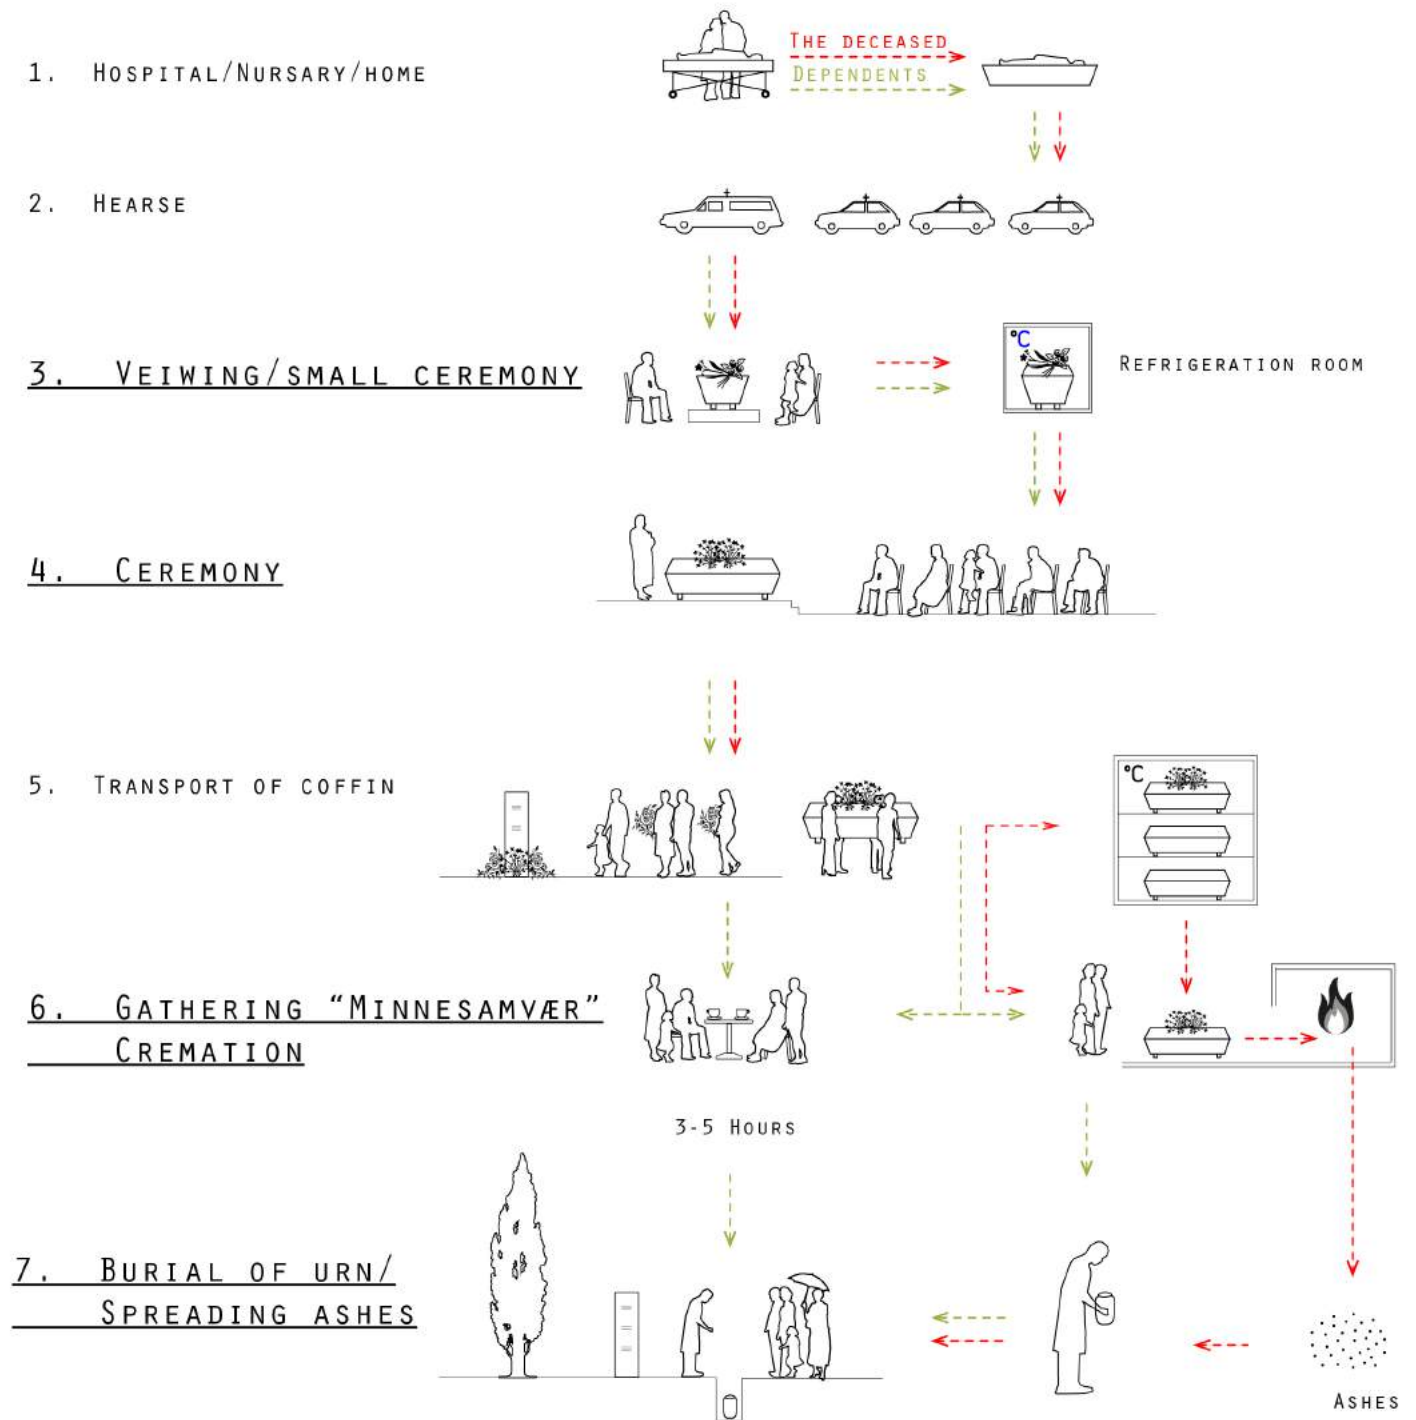 The deceased
Dependents
1. Hospital/Nursary/home
2. Hearse
3. Veiwing/small ceremony
°C
Refrigeration room
4. Ceremony
5. Transport of coffin
°C
6. Gathering “Minnesamvær”
Cremation
3-5 Hours
7. Burial of urn/
Spreading ashes
Ashes